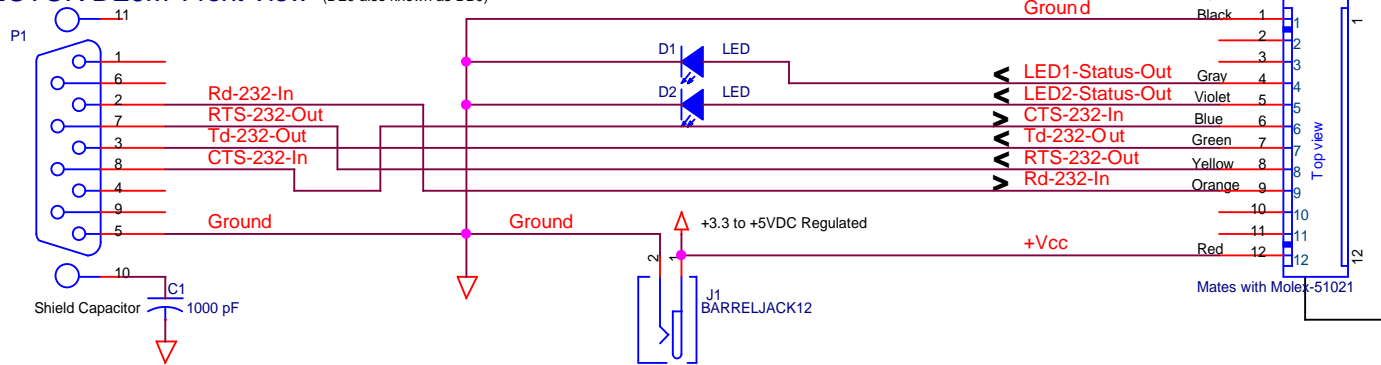 P1
11
1
6
2
7
3
8
4
9
5
10
Rd-232-In
RTS-232-Out
Td-232-Out
CTS-232-In
Ground
Ground
Shield Capacitor
C1
1000 pF
D1
LED
D2
LED
+3.3 to +5VDC Regulated
2
1
J1
BARRELJACK12
Ground
< LED1-Status-Out
< LED2-Status-Out
> CTS-232-In
< Td-232-Out
< RTS-232-Out
> Rd-232-In
+Vcc
Black 1 1
2 2
3 3
Gray 4 4
Violet 5 5
Blue 6 6
Green 7 7
Yellow 8 8
Orange 9 9
10 10
11 11
Red 12 12
Top view
1
12
Mates with Molex-51021